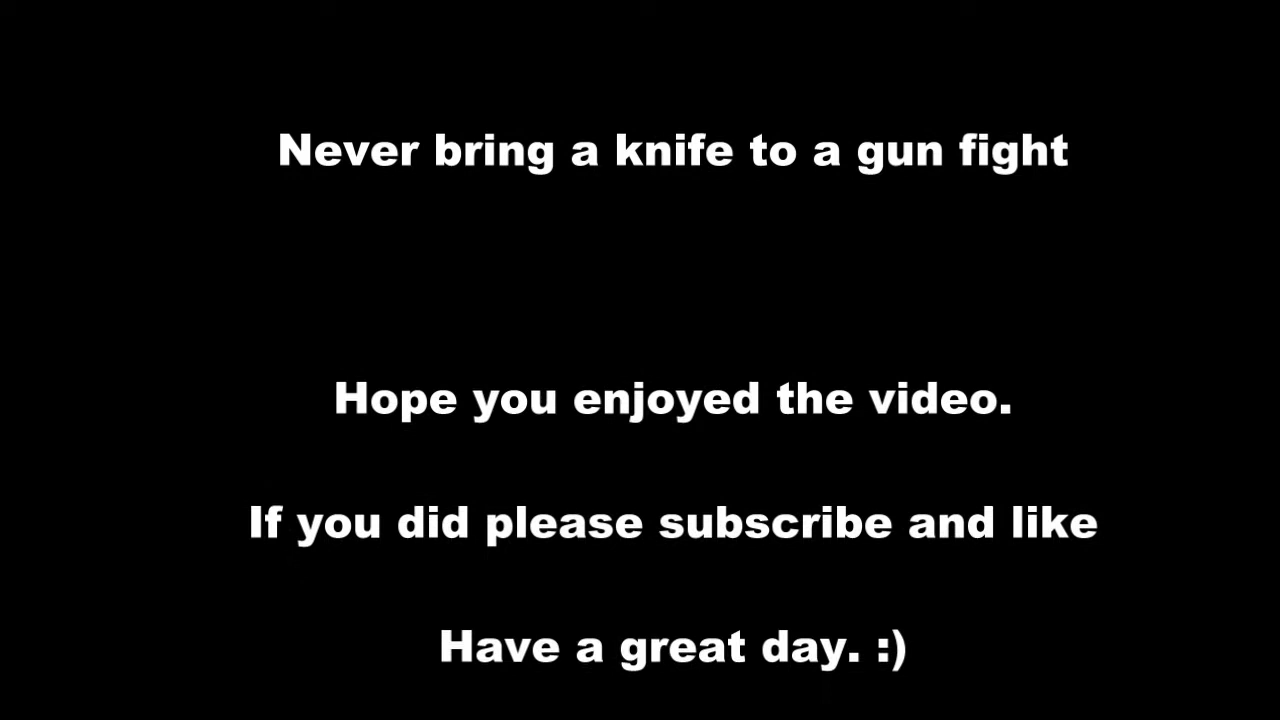 Never bring a knife to a gun fight
Hope you enjoyed the video.
If you did please subscribe and like
Have a great day. :)